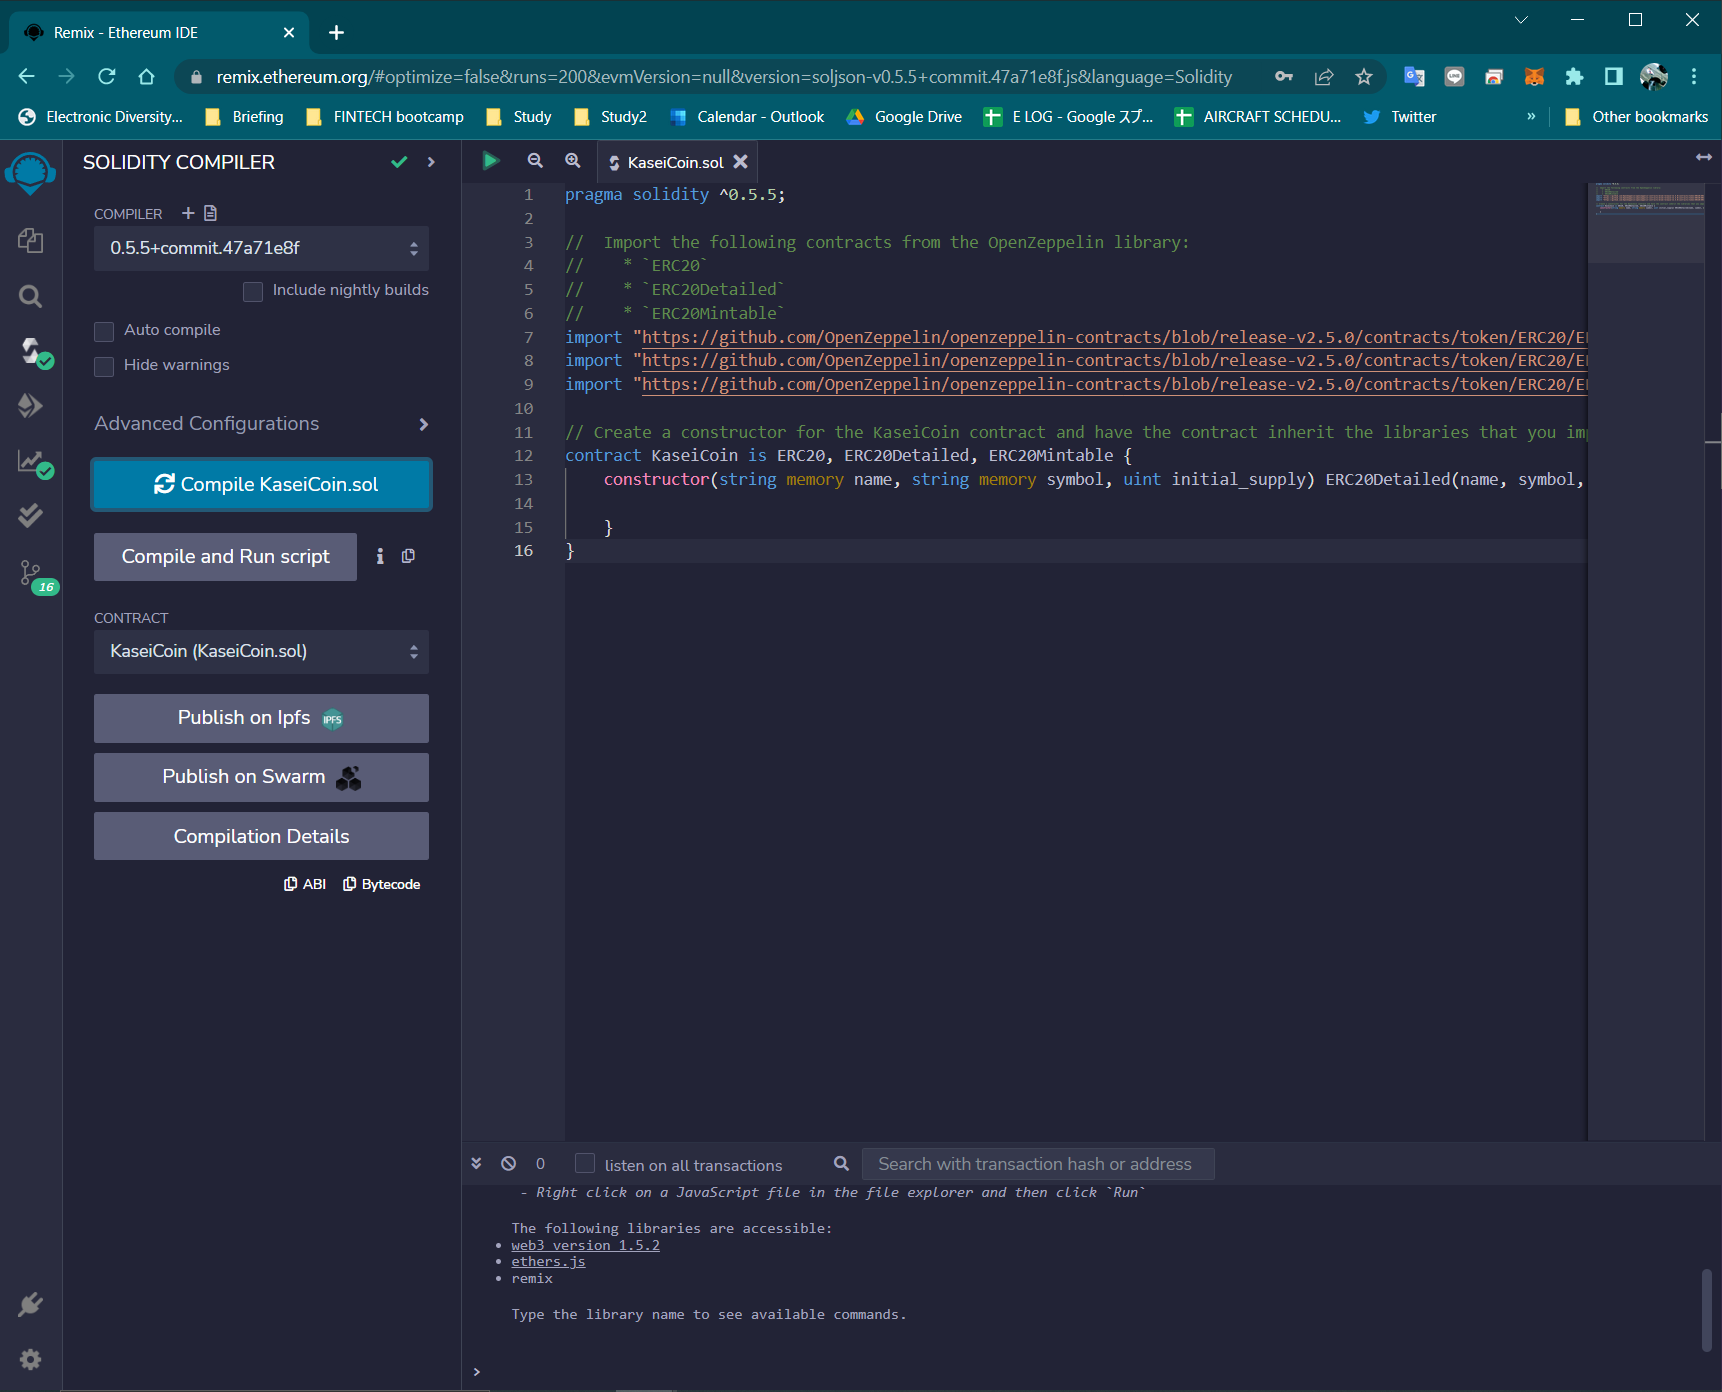 Remix - Ethereum IDE
remix.ethereum.org/#optimize=false&runs=200&evmVersion=null&version=soljson-v0.5.5+commit.47a71e8f.js&language=Solidity
Electronic Diversity... Briefing FINTECH bootcamp Study Study2 Calendar - Outlook Google Drive E LOG - Google スプ... AIRCRAFT SCHEDU... Twitter » Other bookmarks
SOLIDITY COMPILER
COMPILER
0.5.5+commit.47a71e8f
Include nightly builds
Auto compile
Hide warnings
Advanced Configurations
Compile KaseiCoin.sol
Compile and Run script
16
CONTRACT
KaseiCoin (KaseiCoin.sol)
Publish on Ipfs IPFS
Publish on Swarm
Compilation Details
ABI Bytecode
KaseiCoin.sol
1 pragma solidity ^0.5.5;
2
3 //  Import the following contracts from the OpenZeppelin library:
4 //    * `ERC20`
5 //    * `ERC20Detailed`
6 //    * `ERC20Mintable`
7 import "https://github.com/OpenZeppelin/openzeppelin-contracts/blob/release-v2.5.0/contracts/token/ERC20/E
8 import "https://github.com/OpenZeppelin/openzeppelin-contracts/blob/release-v2.5.0/contracts/token/ERC20/E
9 import "https://github.com/OpenZeppelin/openzeppelin-contracts/blob/release-v2.5.0/contracts/token/ERC20/E
10
11 // Create a constructor for the KaseiCoin contract and have the contract inherit the libraries that you im
12 contract KaseiCoin is ERC20, ERC20Detailed, ERC20Mintable {
13     constructor(string memory name, string memory symbol, uint initial_supply) ERC20Detailed(name, symbol,
14
15     }
16 }
0 listen on all transactions Search with transaction hash or address
- Right click on a JavaScript file in the file explorer and then click `Run`
The following libraries are accessible:
• web3 version 1.5.2
• ethers.js
• remix
Type the library name to see available commands.
>